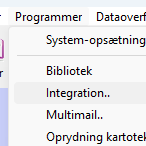 Programmer Dataoverf
System-opsætning
Bibliotek
Integration..
Multimail..
Oprydning kartotek